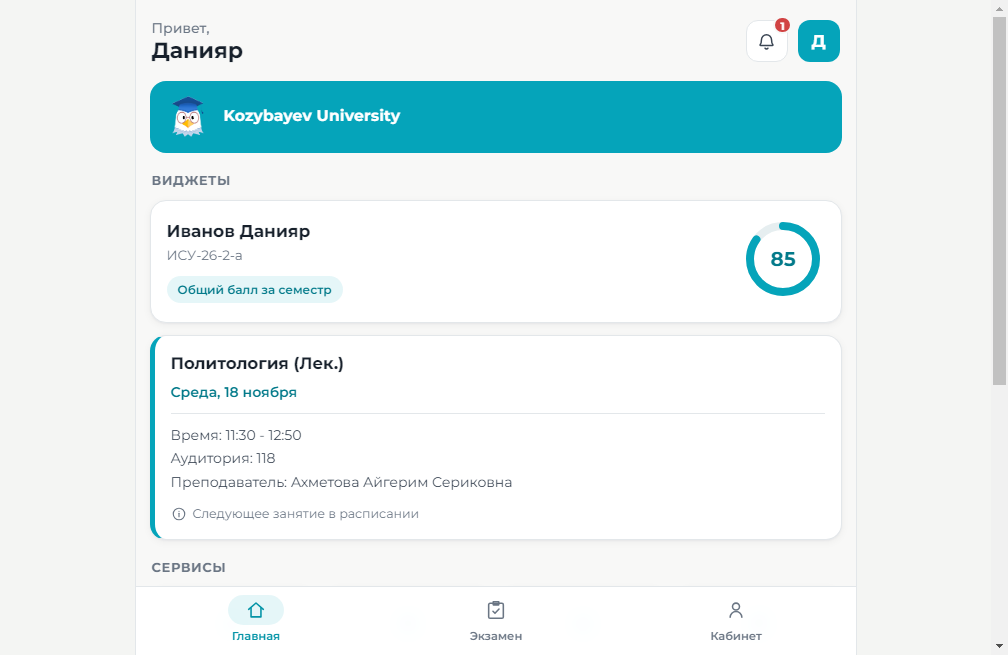 Привет,
Данияр
1
Д
Kozybayev University
ВИДЖЕТЫ
Иванов Данияр
ИСУ-26-2-а
Общий балл за семестр
85
Политология (Лек.)
Среда, 18 ноября
Время: 11:30 - 12:50
Аудитория: 118
Преподаватель: Ахметова Айгерим Сериковна
Следующее занятие в расписании
СЕРВИСЫ
Главная
Экзамен
Кабинет